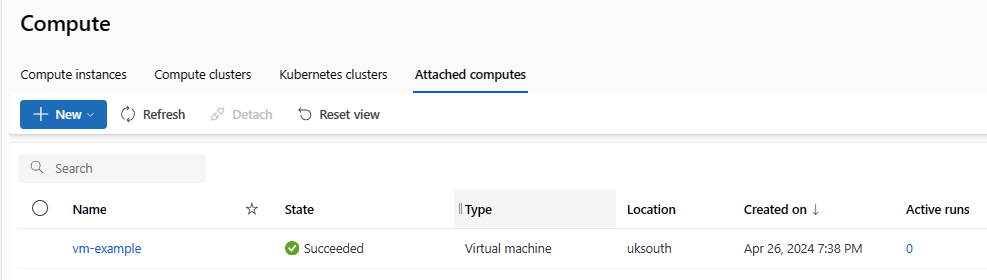 Compute
Compute instances Compute clusters Kubernetes clusters Attached computes
New Refresh Detach Reset view
Search
Name State Type Location Created on ↓ Active runs
vm-example Succeeded Virtual machine uksouth Apr 26, 2024 7:38 PM 0